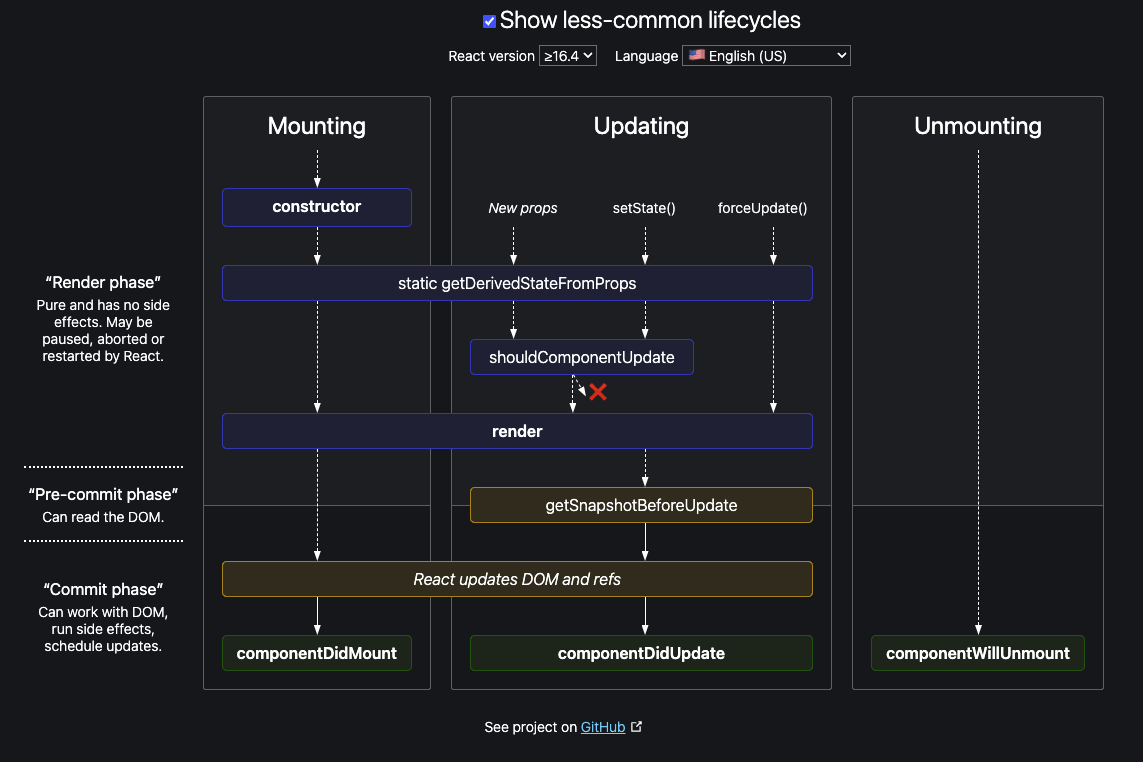 Show less-common lifecycles
React version ≥16.4 Language 🇺🇸 English (US)
Mounting
Updating
Unmounting
constructor
New props
setState()
forceUpdate()
“Render phase”
Pure and has no side
effects. May be
paused, aborted or
restarted by React.
static getDerivedStateFromProps
shouldComponentUpdate
render
“Pre-commit phase”
Can read the DOM.
getSnapshotBeforeUpdate
“Commit phase”
Can work with DOM,
run side effects,
schedule updates.
React updates DOM and refs
componentDidMount
componentDidUpdate
componentWillUnmount
See project on GitHub